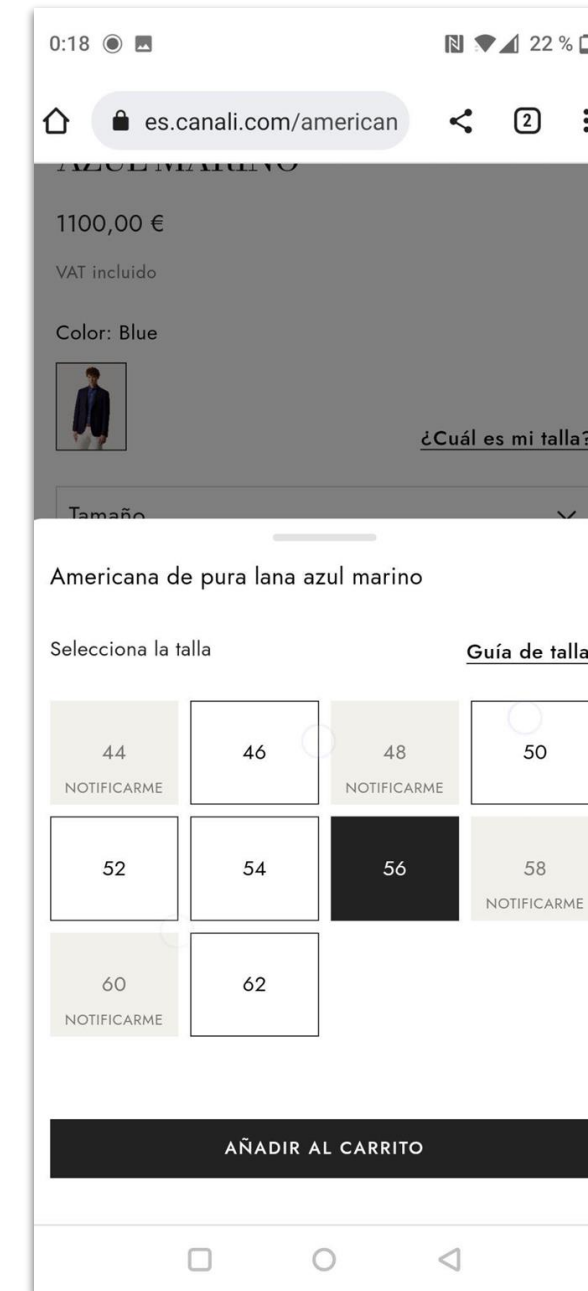 0:18
22 %
es.canali.com/american
2
AZUL MARINO
1100,00 €
VAT incluido
Color: Blue
¿Cuál es mi talla?
Tamaño
Americana de pura lana azul marino
Selecciona la talla
Guía de talla
44 46 48 50
NOTIFICARME NOTIFICARME
52 54 56 58
NOTIFICARME
60 62
NOTIFICARME
AÑADIR AL CARRITO